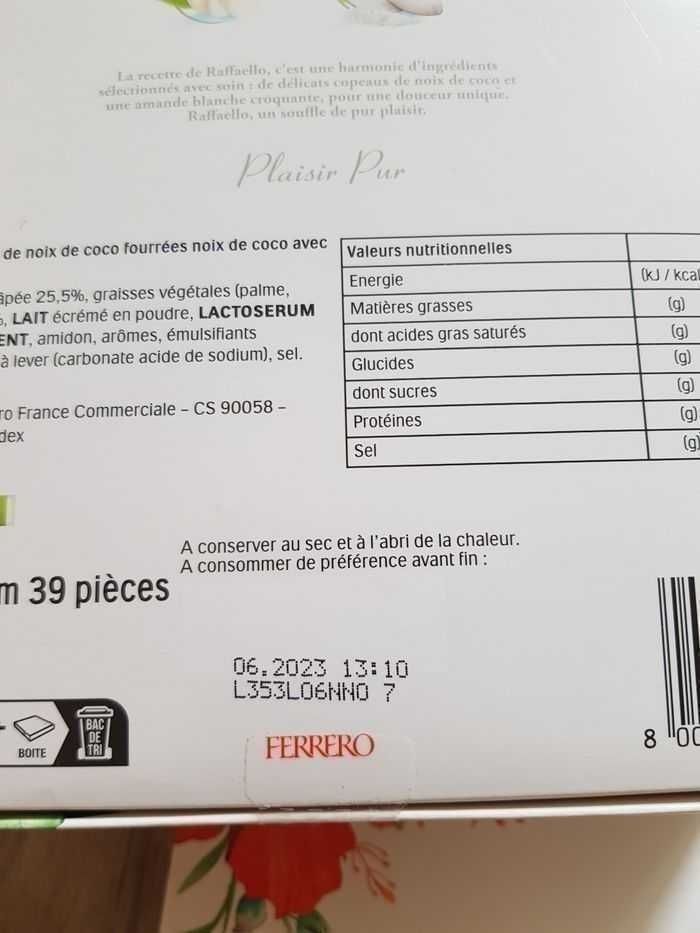 La recette de Raffaello, c'est une harmonie d'ingrédients
sélectionnés avec soin : de délicats copeaux de noix de coco et
une amande blanche croquante, pour une douceur unique.
Raffaello, un souffle de pur plaisir.
Plaisir Pur
de noix de coco fourrées noix de coco avec
âpée 25,5%, graisses végétales (palme,
LAIT écrémé en poudre, LACTOSERUM
ENT, amidon, arômes, émulsifiants
à lever (carbonate acide de sodium), sel.
ro France Commerciale – CS 90058 –
dex
Valeurs nutritionnelles
Energie (kJ / kcal
Matières grasses (g)
dont acides gras saturés (g)
Glucides (g)
dont sucres (g)
Protéines (g)
Sel (g)
A conserver au sec et à l'abri de la chaleur.
A consommer de préférence avant fin :
m 39 pièces
06.2023 13:10
L353L06NNO 7
BOITE
BAC
DE
TRI
FERRERO
8 00